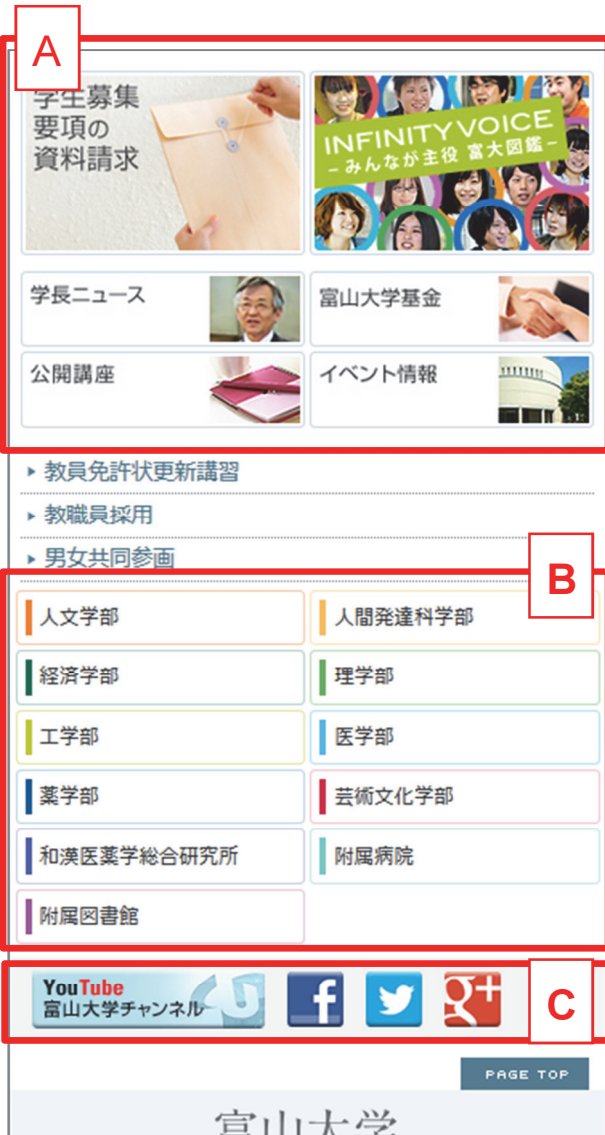 A
学生募集
要項の
資料請求
INFINITY VOICE
-みんなが主役 富大図鑑-
学長ニュース
富山大学基金
公開講座
イベント情報
教員免許状更新講習
教職員採用
男女共同参画
B
人文学部
人間発達科学部
経済学部
理学部
工学部
医学部
薬学部
芸術文化学部
和漢医薬学総合研究所
附属病院
附属図書館
YouTube
富山大学チャンネル
f
g+
C
PAGE TOP
富山大学